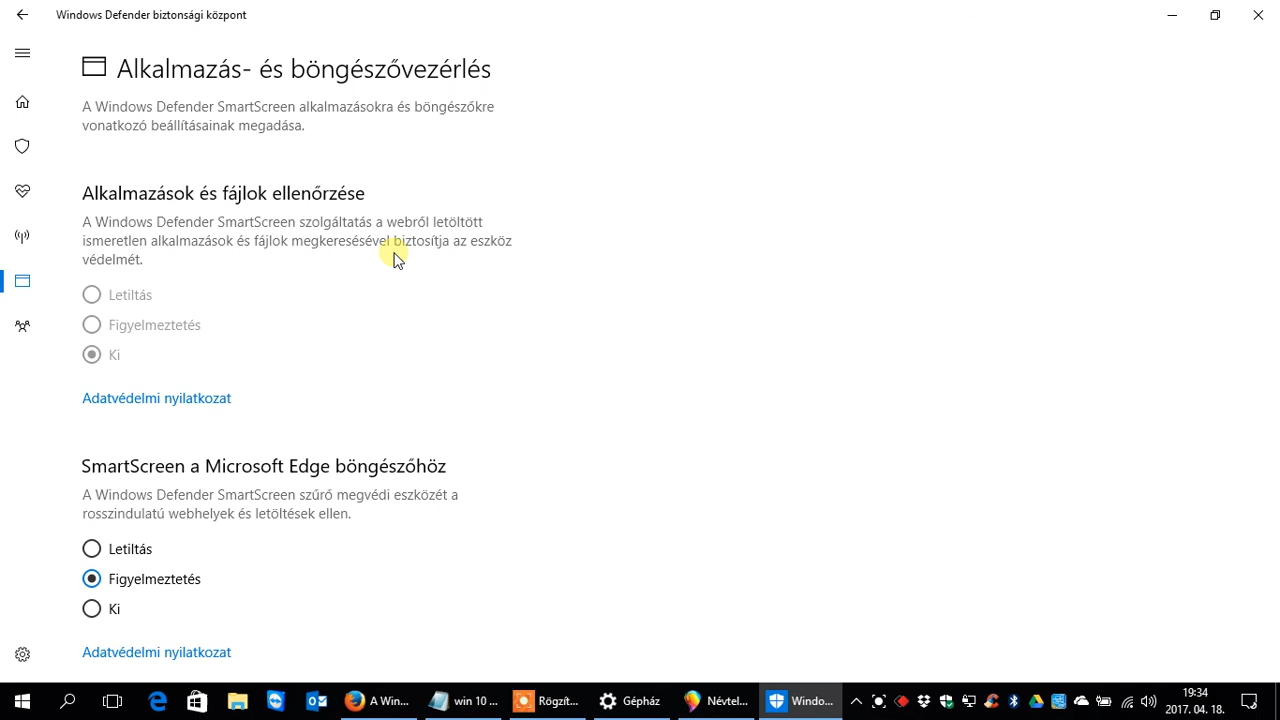 Windows Defender biztonsági központ
Alkalmazás- és böngészővezérlés
A Windows Defender SmartScreen alkalmazásokra és böngészőkre
vonatkozó beállításainak megadása.
Alkalmazások és fájlok ellenőrzése
A Windows Defender SmartScreen szolgáltatás a webről letöltött
ismeretlen alkalmazások és fájlok megkeresésével biztosítja az eszköz
védelmét.
Letiltás
Figyelmeztetés
Ki
Adatvédelmi nyilatkozat
SmartScreen a Microsoft Edge böngészőhöz
A Windows Defender SmartScreen szűrő megvédi eszközét a
rosszindulatú webhelyek és letöltések ellen.
Letiltás
Figyelmeztetés
Ki
Adatvédelmi nyilatkozat
A Win... win 10 ... Rögzít... Gépház Névtel... Windo... 19:34
2017. 04. 18.